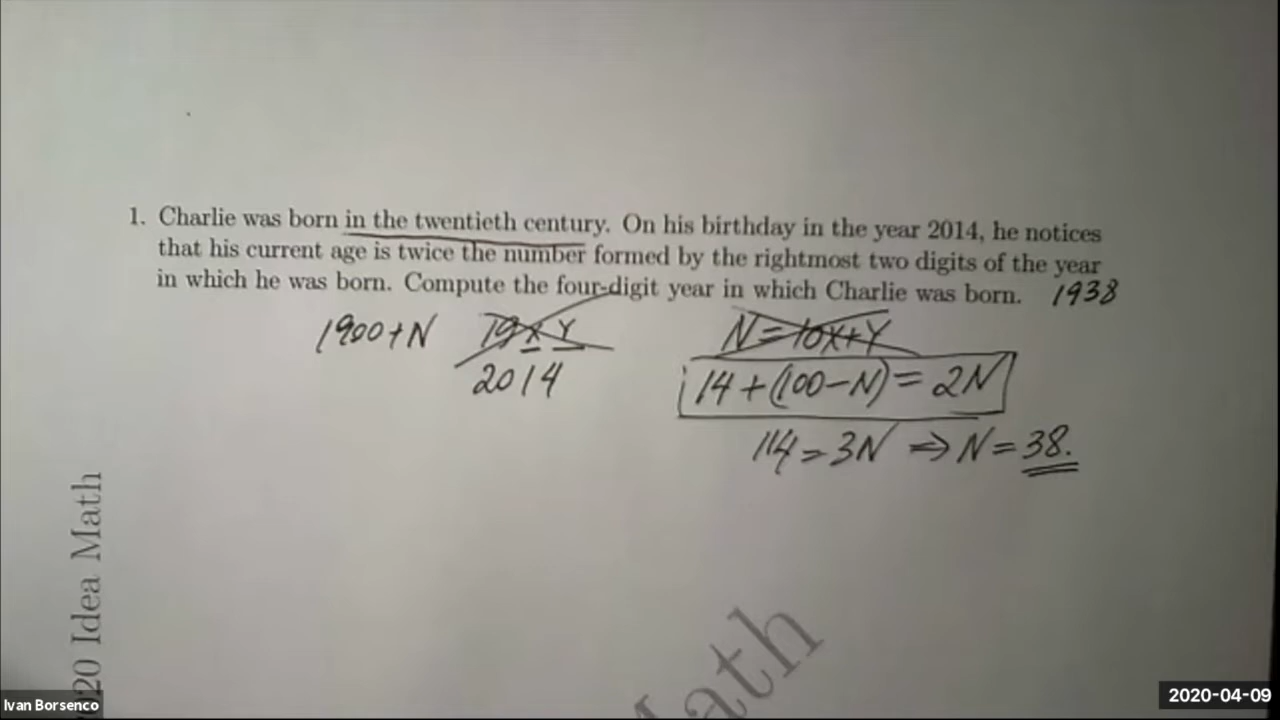 1. Charlie was born in the twentieth century. On his birthday in the year 2014, he notices
that his current age is twice the number formed by the rightmost two digits of the year
in which he was born. Compute the four-digit year in which Charlie was born. 1938
1900+N 19XY N=10X+Y
2014 14+(100-N)=2N
114=3N ⇒ N=38.
020 Idea Math
Math
Ivan Borsenco
2020-04-09